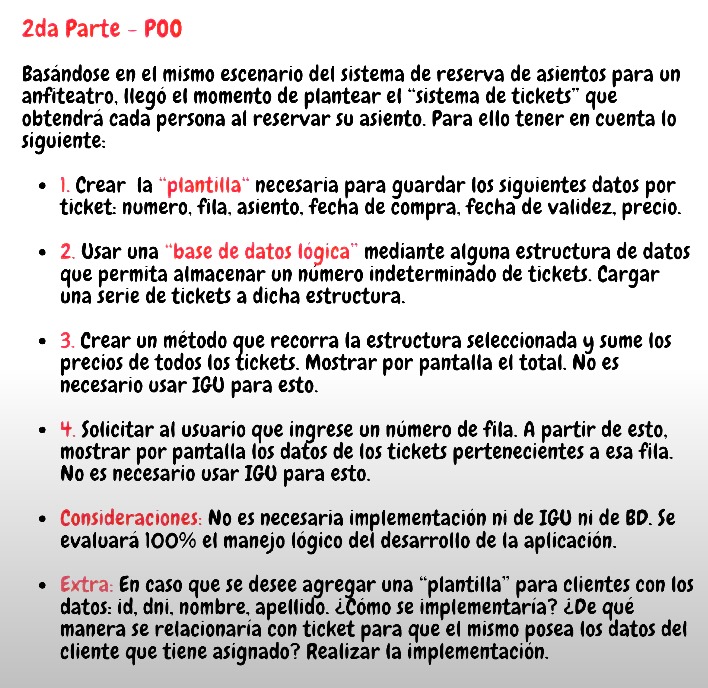 2da Parte - POO
Basándose en el mismo escenario del sistema de reserva de asientos para un
anfiteatro, llegó el momento de plantear el "sistema de tickets" que
obtendrá cada persona al reservar su asiento. Para ello tener en cuenta lo
siguiente:
• 1. Crear la "plantilla" necesaria para guardar los siguientes datos por
ticket: numero, fila, asiento, fecha de compra, fecha de validez, precio.
• 2. Usar una "base de datos lógica" mediante alguna estructura de datos
que permita almacenar un número indeterminado de tickets. Cargar
una serie de tickets a dicha estructura.
• 3. Crear un método que recorra la estructura seleccionada y sume los
precios de todos los tickets. Mostrar por pantalla el total. No es
necesario usar IGU para esto.
• 4. Solicitar al usuario que ingrese un número de fila. A partir de esto,
mostrar por pantalla los datos de los tickets pertenecientes a esa fila.
No es necesario usar IGU para esto.
• Consideraciones: No es necesaria implementación ni de IGU ni de BD. Se
evaluará 100% el manejo lógico del desarrollo de la aplicación.
• Extra: En caso que se desee agregar una "plantilla" para clientes con los
datos: id, dni, nombre, apellido. ¿Cómo se implementaría? ¿De qué
manera se relacionaría con ticket para que el mismo posea los datos del
cliente que tiene asignado? Realizar la implementación.